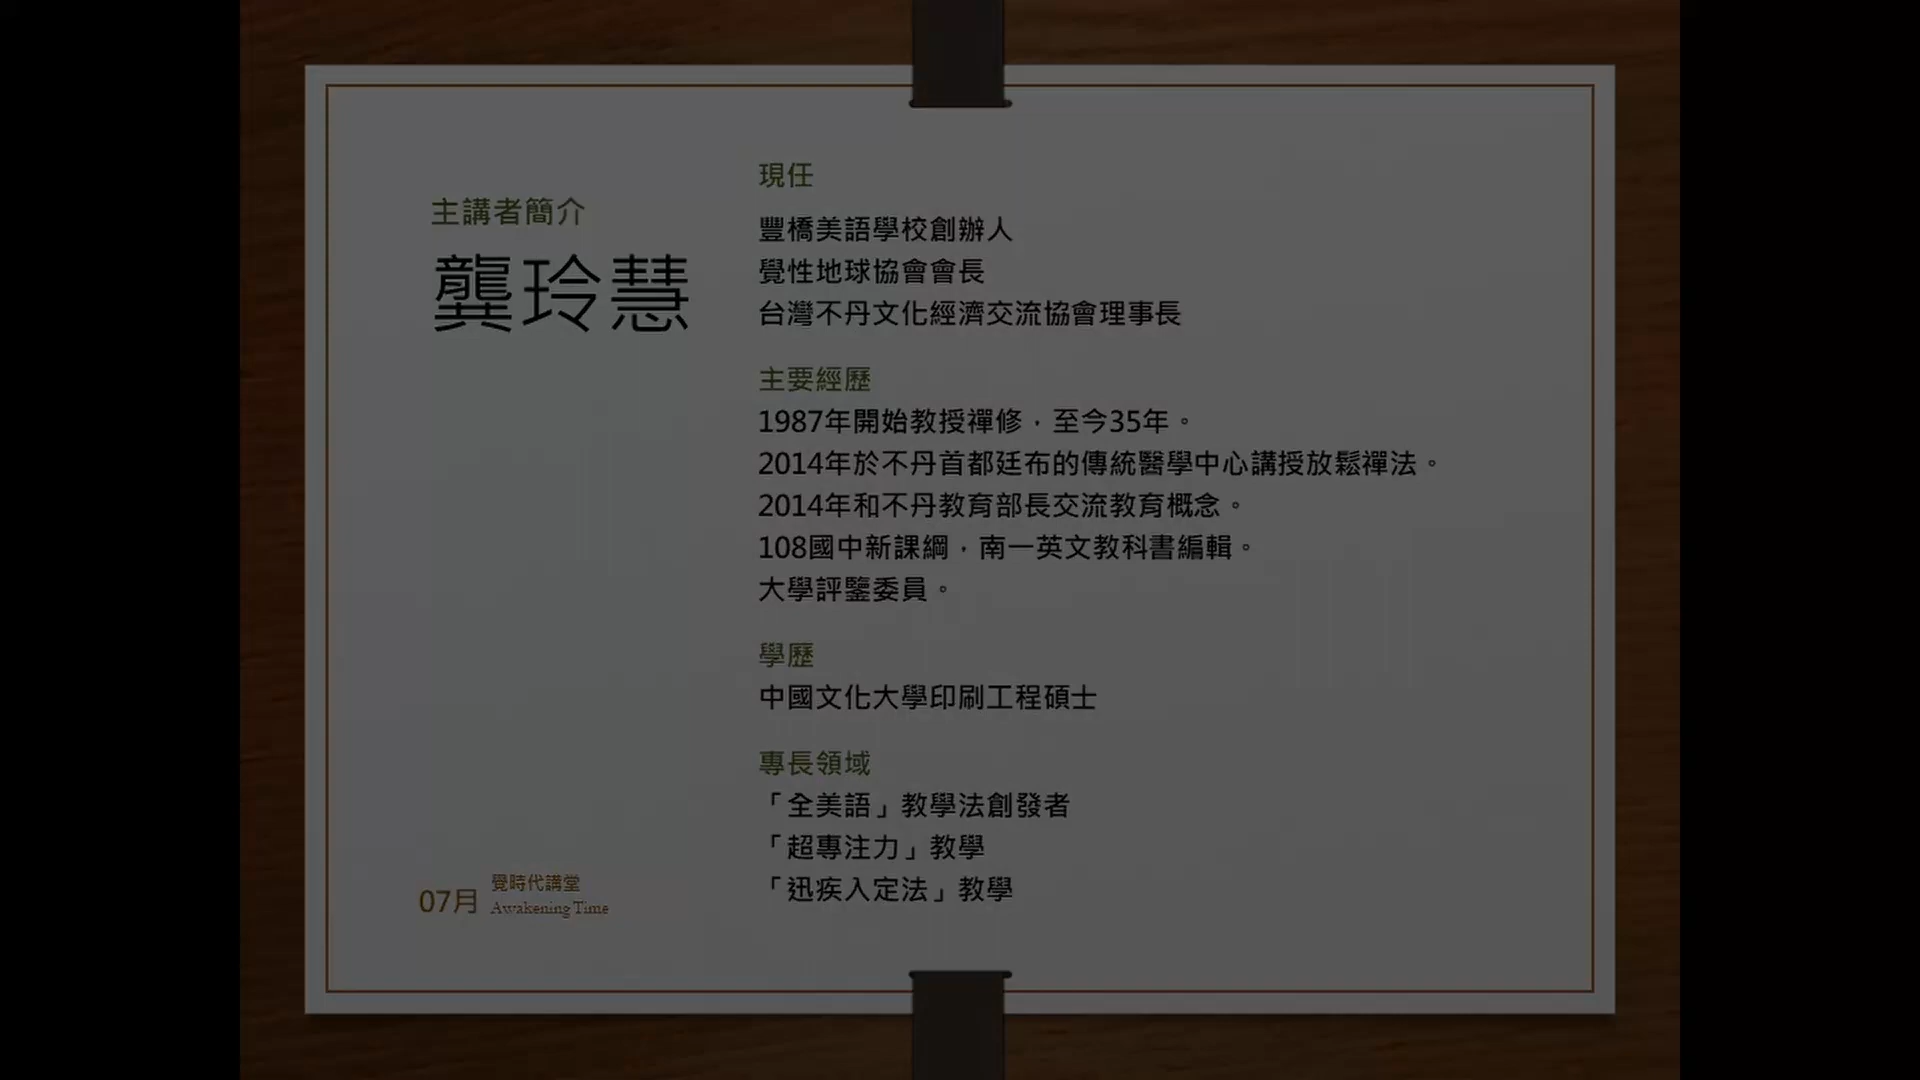 主講者簡介
龔玲慧
現任
豐橋美語學校創辦人
覺性地球協會會長
台灣不丹文化經濟交流協會理事長
主要經歷
1987年開始教授禪修，至今35年。
2014年於不丹首都廷布的傳統醫學中心講授放鬆禪法。
2014年和不丹教育部長交流教育概念。
108國中新課綱，南一英文教科書編輯。
大學評鑒委員。
學歷
中國文化大學印刷工程碩士
專長領域
「全美語」教學法創發者
「超專注力」教學
「迅疾入定法」教學
07月
覺時代講堂
Awakening Time